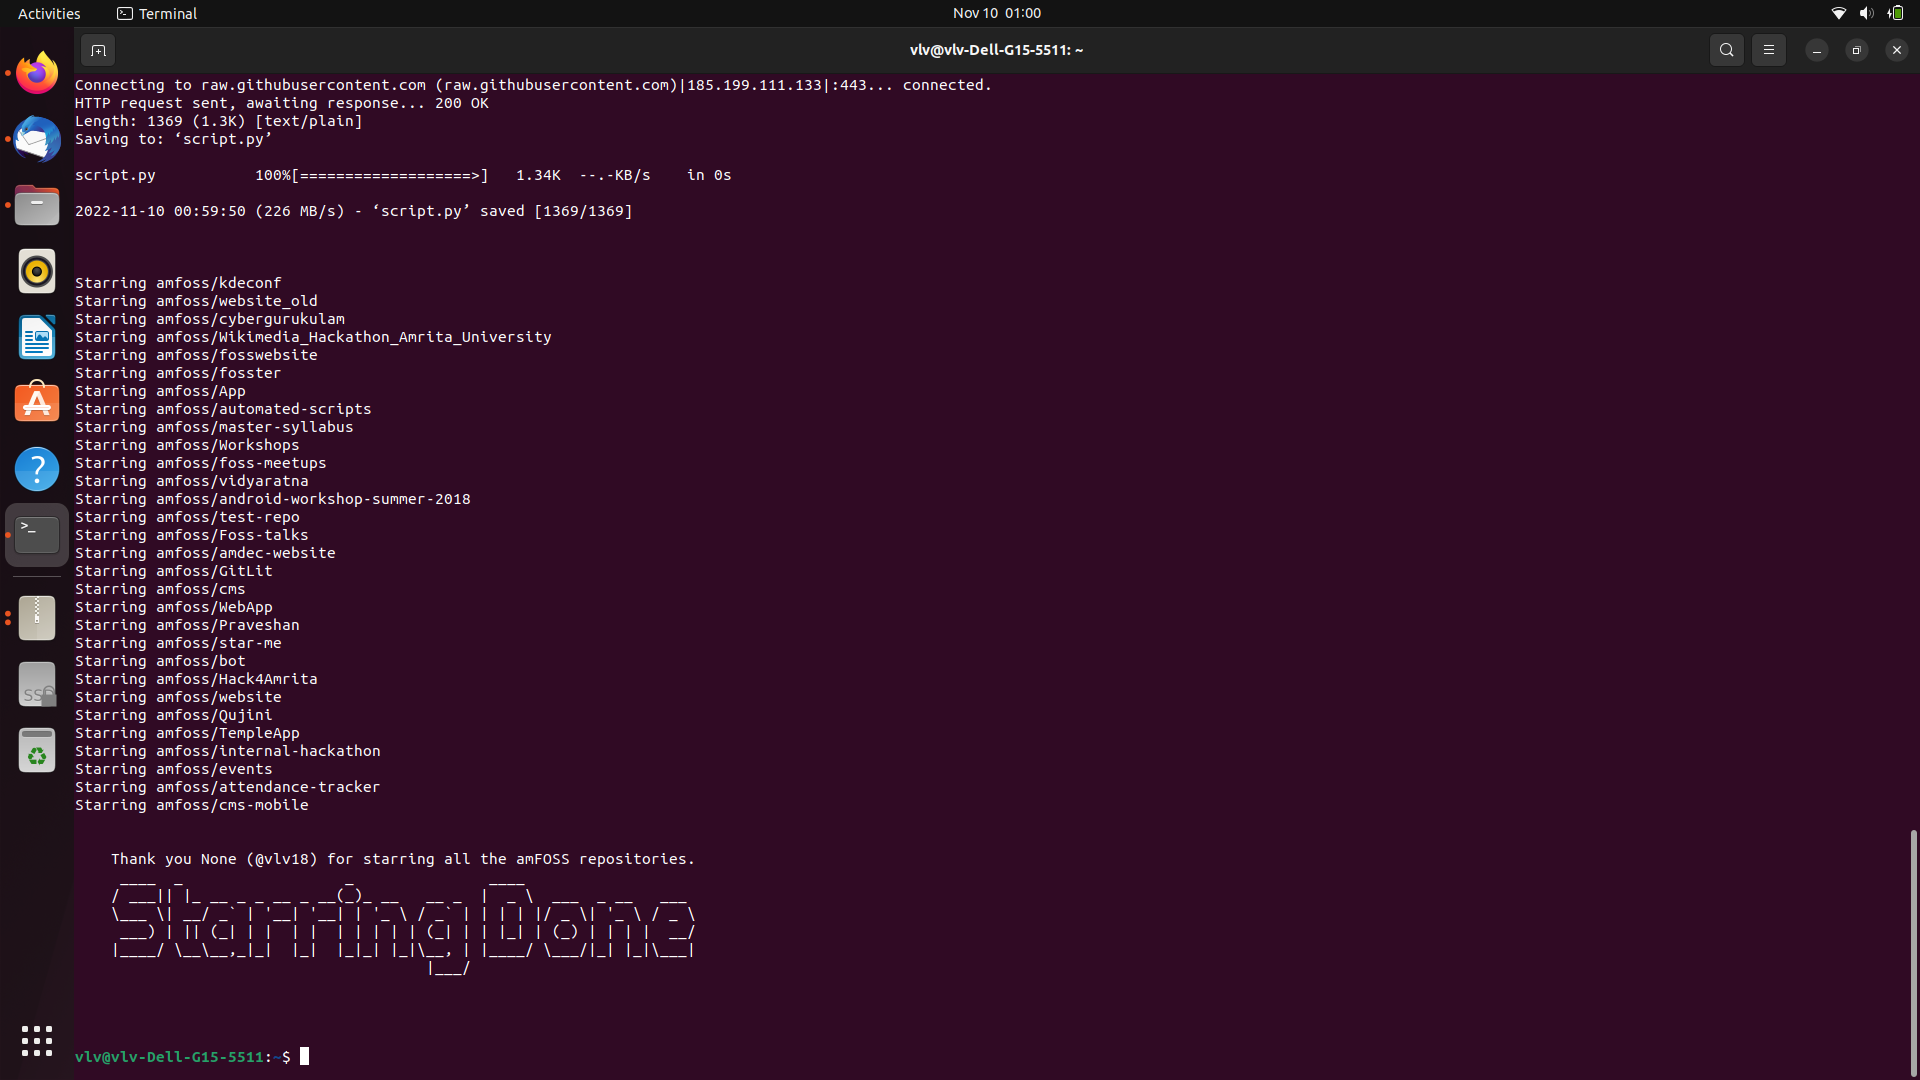 Activities
Terminal
Nov 10 01:00
vlv@vlv-Dell-G15-5511: ~
Connecting to raw.githubusercontent.com (raw.githubusercontent.com)|185.199.111.133|:443... connected.
HTTP request sent, awaiting response... 200 OK
Length: 1369 (1.3K) [text/plain]
Saving to: ‘script.py’
script.py 100%[===================>] 1.34K --.-KB/s in 0s
2022-11-10 00:59:50 (226 MB/s) - ‘script.py’ saved [1369/1369]
Starring amfoss/kdeconf
Starring amfoss/website_old
Starring amfoss/cybergurukulam
Starring amfoss/Wikimedia_Hackathon_Amrita_University
Starring amfoss/fosswebsite
Starring amfoss/fosster
Starring amfoss/App
Starring amfoss/automated-scripts
Starring amfoss/master-syllabus
Starring amfoss/Workshops
Starring amfoss/foss-meetups
Starring amfoss/vidyaratna
Starring amfoss/android-workshop-summer-2018
Starring amfoss/test-repo
Starring amfoss/Foss-talks
Starring amfoss/amdec-website
Starring amfoss/GitLit
Starring amfoss/cms
Starring amfoss/WebApp
Starring amfoss/Praveshan
Starring amfoss/star-me
Starring amfoss/bot
Starring amfoss/Hack4Amrita
Starring amfoss/website
Starring amfoss/Qujini
Starring amfoss/TempleApp
Starring amfoss/internal-hackathon
Starring amfoss/events
Starring amfoss/attendance-tracker
Starring amfoss/cms-mobile
Thank you None (@vlv18) for starring all the amFOSS repositories.
Starring Done
vlv@vlv-Dell-G15-5511:~$